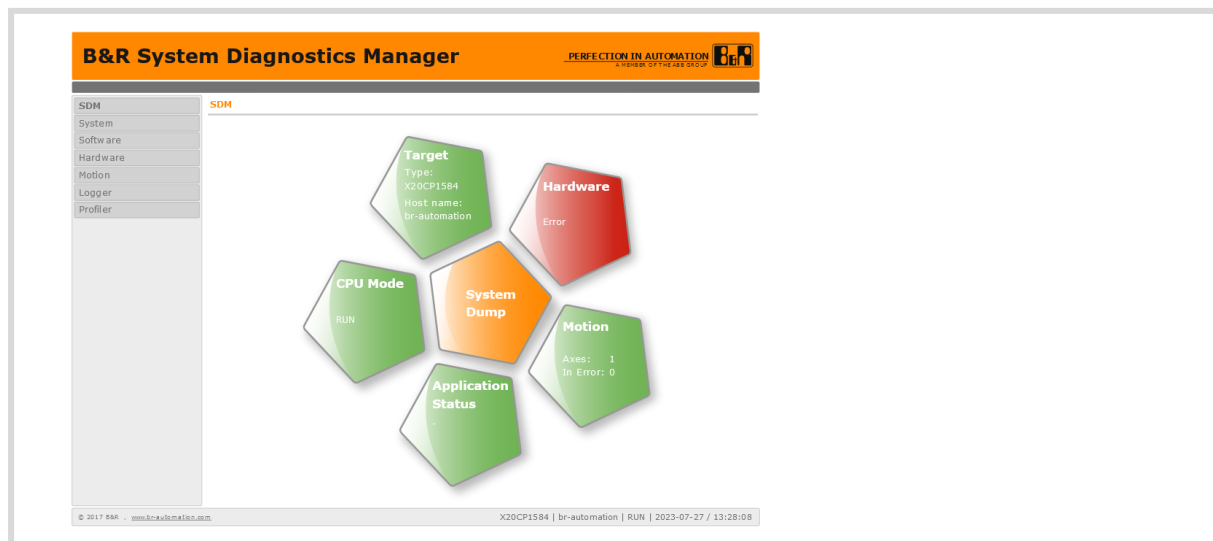 B&R System Diagnostics Manager
PERFECTION IN AUTOMATION
A MEMBER OF THE ABB GROUP
B&R
SDM
System
Software
Hardware
Motion
Logger
Profiler
SDM
Target
Type:
X20CP1584
Host name:
br-automation
Hardware
Error
CPU Mode
RUN
System
Dump
Motion
Axes: 1
In Error: 0
Application
Status
-
© 2017 B&R , www.br-automation.com
X20CP1584 | br-automation | RUN | 2023-07-27 / 13:28:08